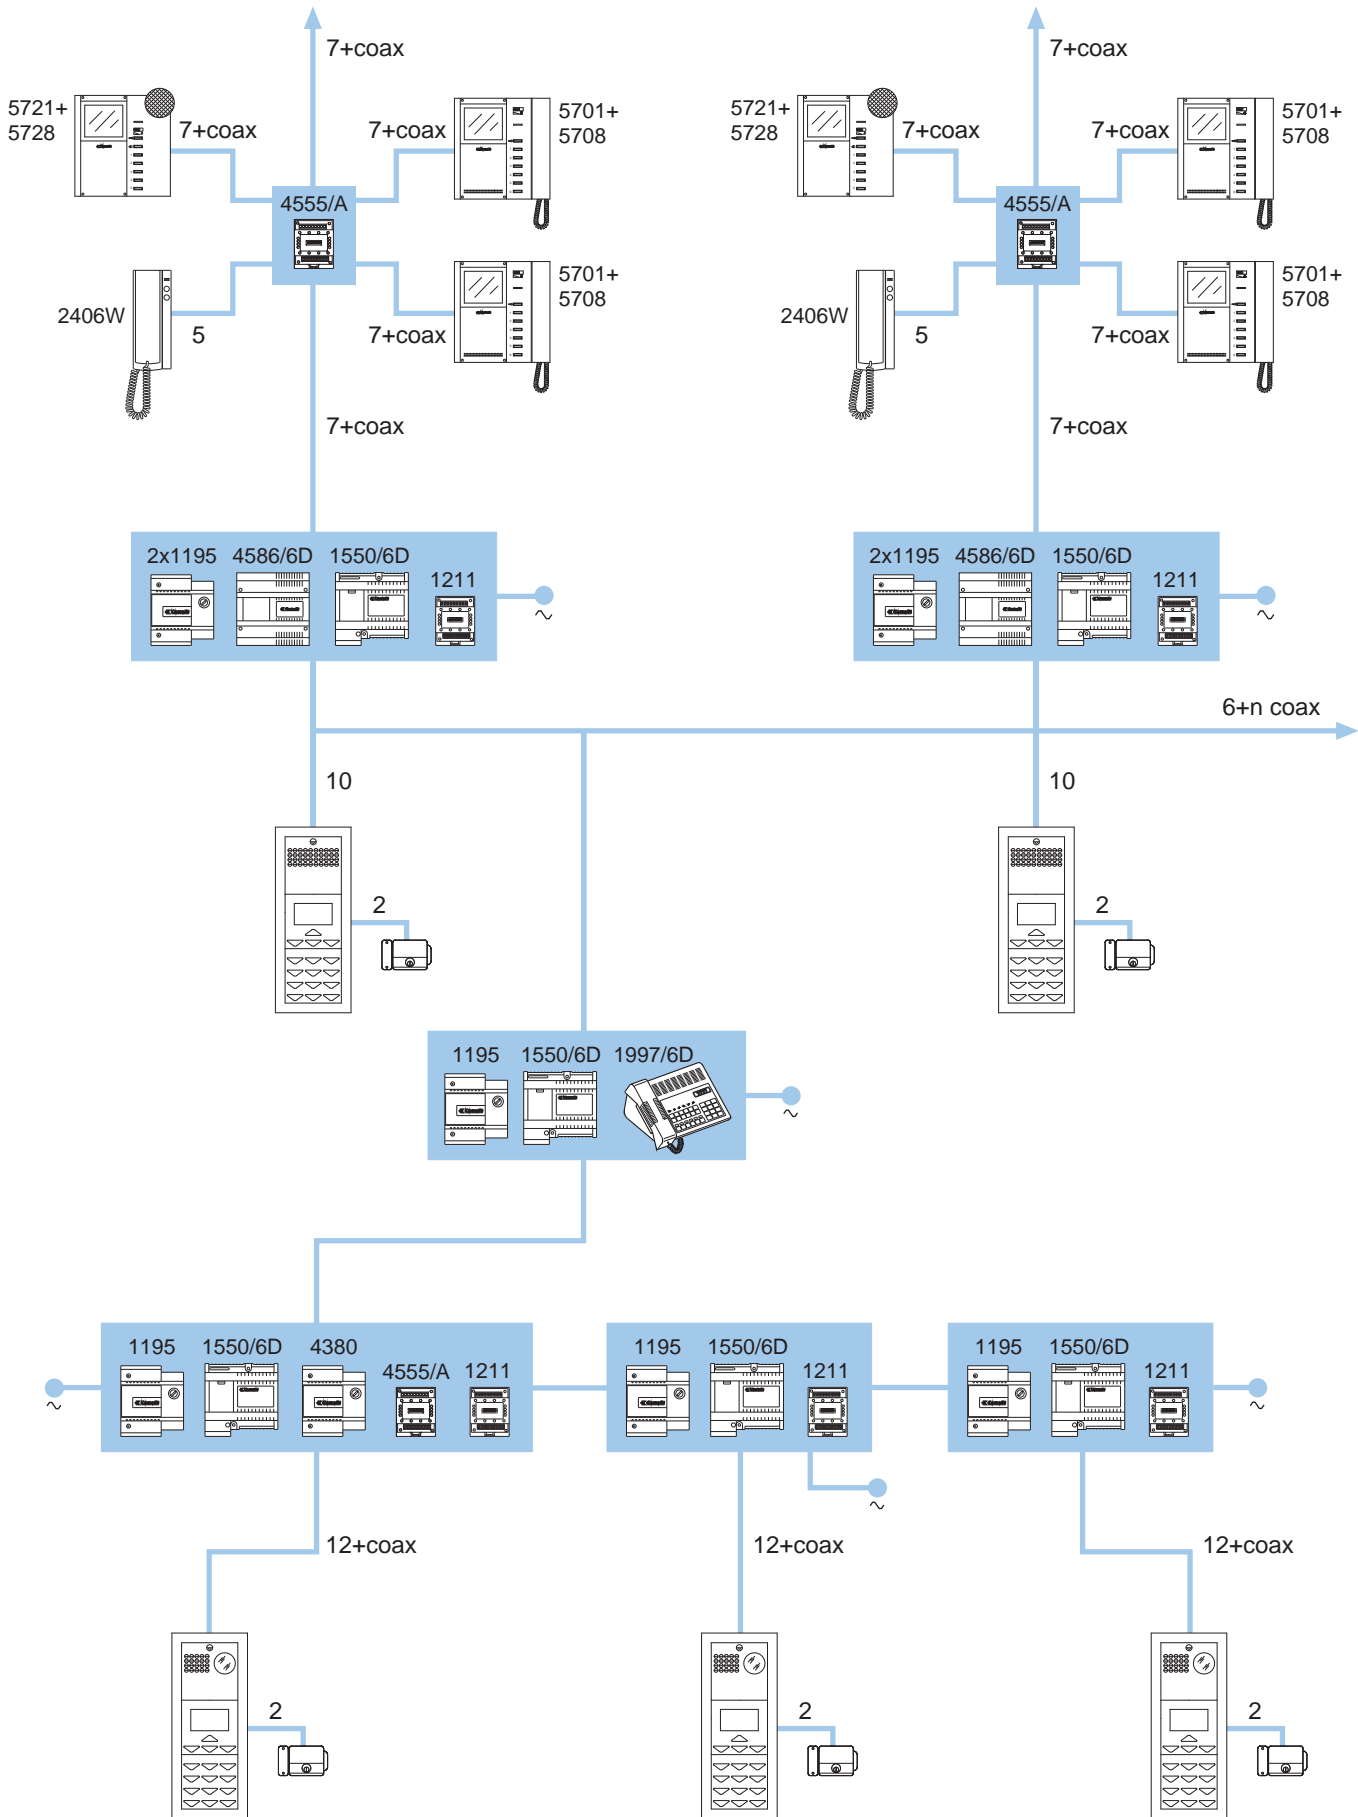 7+coax
7+coax
5721+
5728
7+coax
7+coax
5701+
5708
5721+
5728
7+coax
7+coax
5701+
5708
4555/A
4555/A
2406W
5
7+coax
5701+
5708
2406W
5
7+coax
5701+
5708
7+coax
7+coax
2x1195
4586/6D
1550/6D
1211
~
2x1195
4586/6D
1550/6D
1211
~
6+n coax
10
10
2
2
1195
1550/6D
1997/6D
~
1195
1550/6D
4380
4555/A
1211
~
1195
1550/6D
1211
~
1195
1550/6D
1211
~
12+coax
12+coax
12+coax
2
2
2